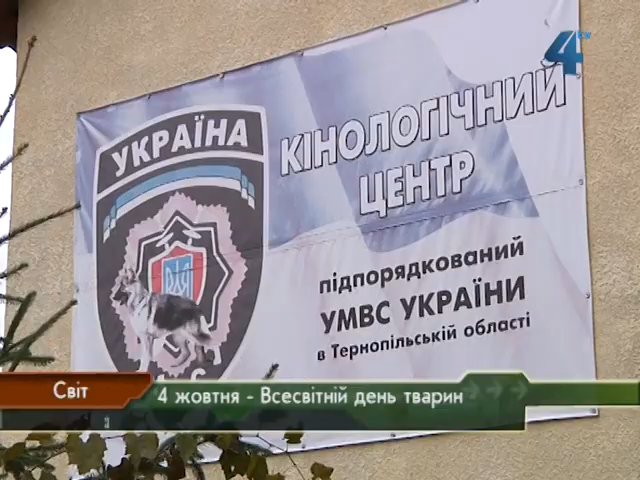 4
УКРАЇНА
КІНОЛОГІЧНИЙ
ЦЕНТР
підпорядкований
УМВС УКРАЇНИ
в Тернопільській області
Світ
4 жовтня - Всесвітній день тварин